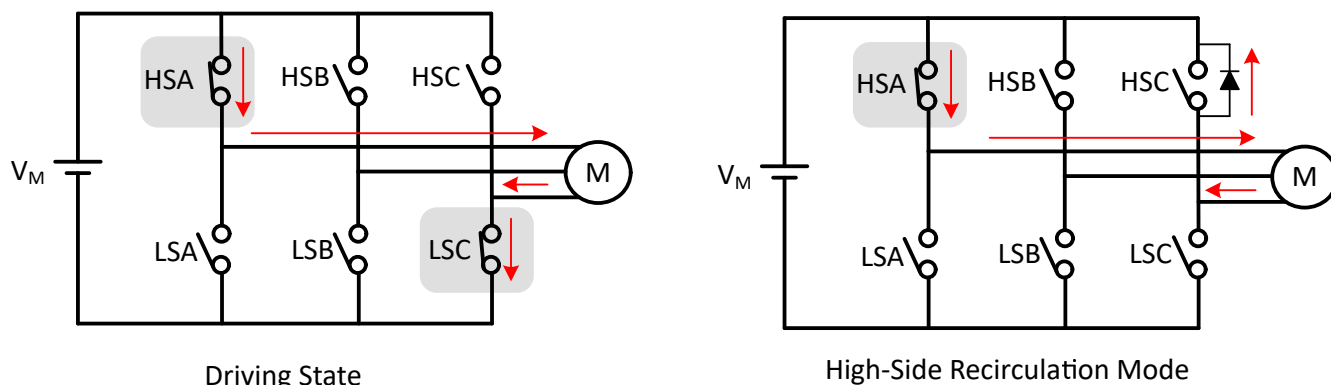 HSA HSB HSC
V_M
M
LSA LSB LSC
Driving State
HSA HSB HSC
V_M
M
LSA LSB LSC
High-Side Recirculation Mode